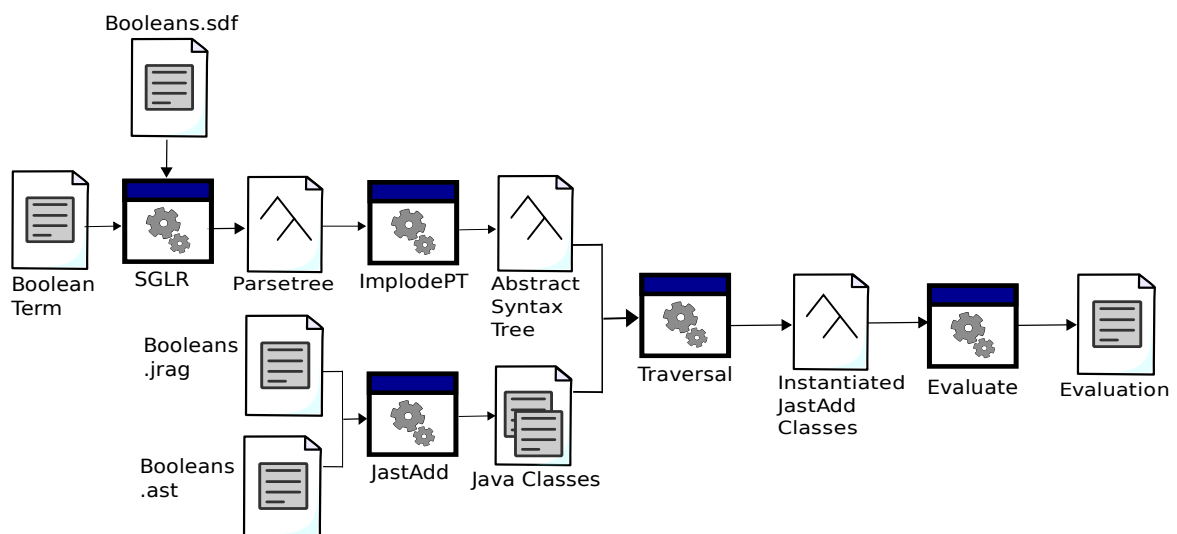 Booleans.sdf
Boolean
Term
SGLR
Parsetree
ImplodePT
Abstract
Syntax
Tree
Booleans
.jrag
Booleans
.ast
JastAdd
Java Classes
Traversal
Instantiated
JastAdd
Classes
Evaluate
Evaluation